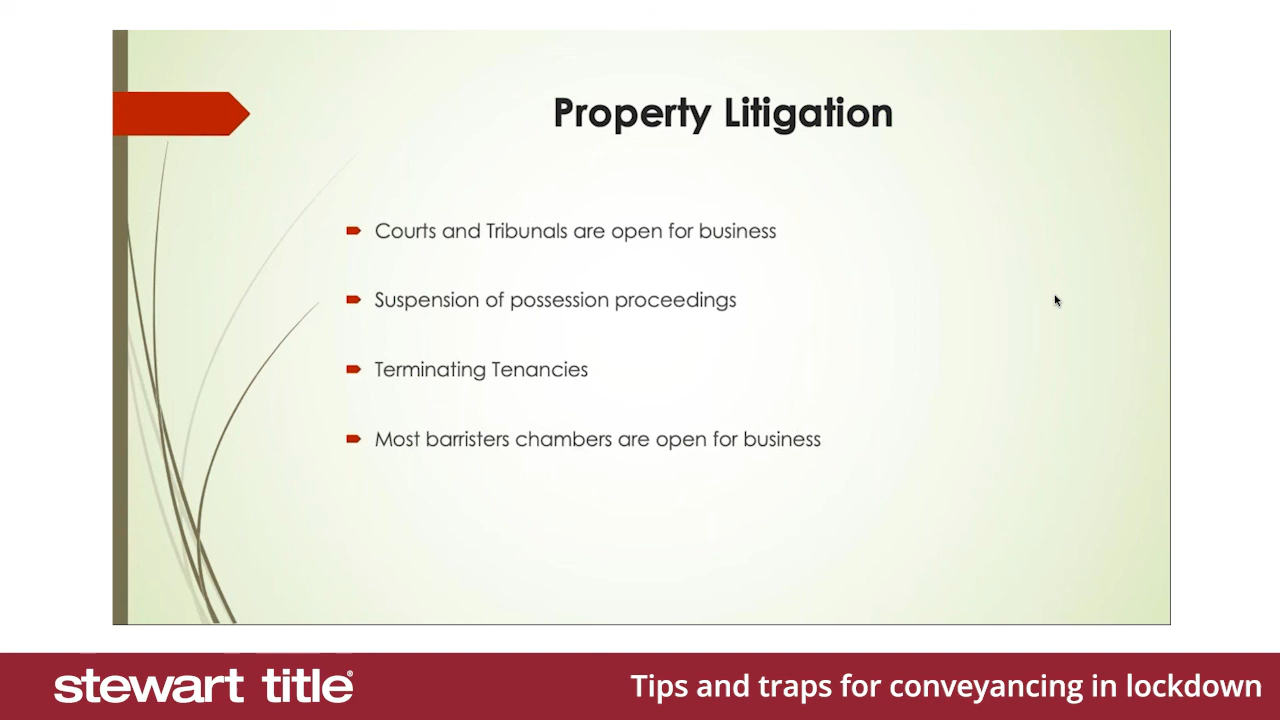 Property Litigation
Courts and Tribunals are open for business
Suspension of possession proceedings
Terminating Tenancies
Most barristers chambers are open for business
stewart title®
Tips and traps for conveyancing in lockdown